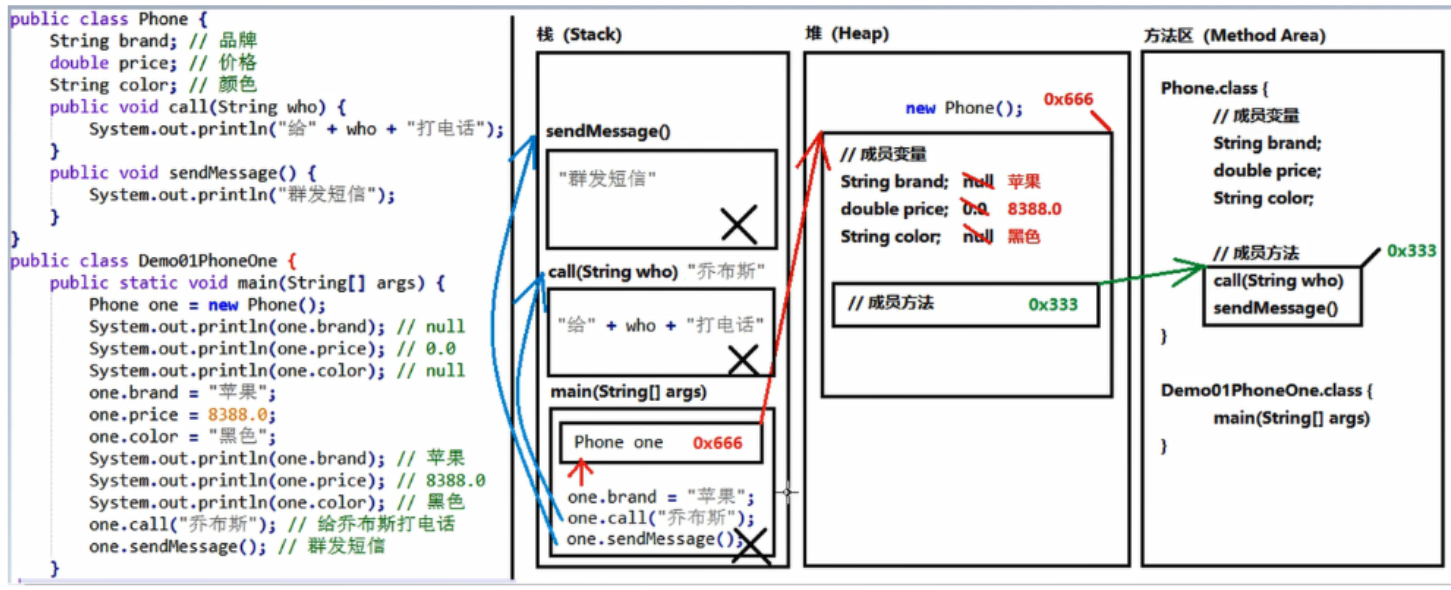 public class Phone {
String brand; // 品牌
double price; // 价格
String color; // 颜色
public void call(String who) {
System.out.println("给" + who + "打电话");
}
public void sendMessage() {
System.out.println("群发短信");
}
}
public class Demo01PhoneOne {
public static void main(String[] args) {
Phone one = new Phone();
System.out.println(one.brand); // null
System.out.println(one.price); // 0.0
System.out.println(one.color); // null
one.brand = "苹果";
one.price = 8388.0;
one.color = "黑色";
System.out.println(one.brand); // 苹果
System.out.println(one.price); // 8388.0
System.out.println(one.color); // 黑色
one.call("乔布斯"); // 给乔布斯打电话
one.sendMessage(); // 群发短信
}
栈 (Stack)
sendMessage()
"群发短信"
call(String who) "乔布斯"
"给" + who + "打电话"
main(String[] args)
Phone one 0x666
one.brand = "苹果";
one.call("乔布斯");
one.sendMessage();
堆 (Heap)
new Phone(); 0x666
// 成员变量
String brand; null 苹果
double price; 0.0 8388.0
String color; null 黑色
// 成员方法 0x333
方法区 (Method Area)
Phone.class {
// 成员变量
String brand;
double price;
String color;
// 成员方法 0x333
call(String who)
sendMessage()
}
Demo01PhoneOne.class {
main(String[] args)
}